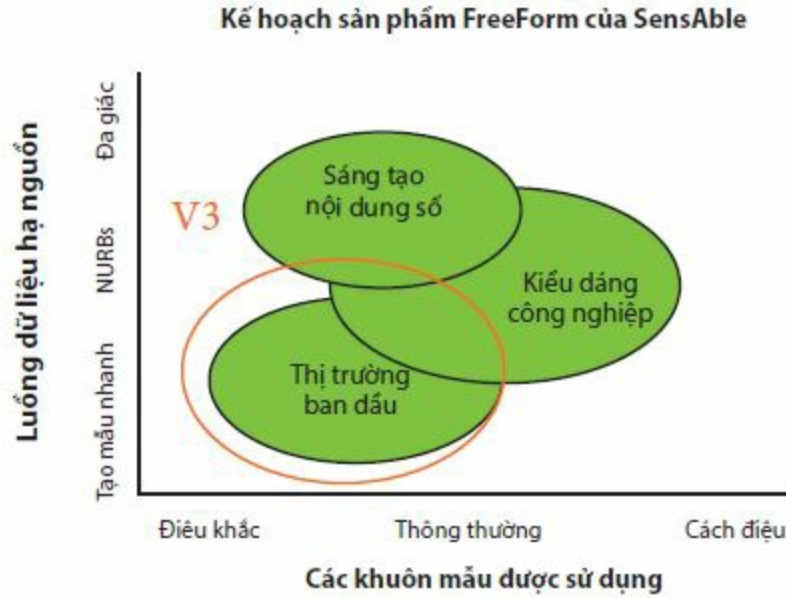 Kế hoạch sản phẩm FreeForm của SensAble
Luồng dữ liệu hạ nguồn
Đa giác
NURBs
Tạo mẫu nhanh
V3
Sáng tạo
nội dung số
Kiểu dáng
công nghiệp
Thị trường
ban dầu
Điêu khắc
Thông thường
Cách điệu
Các khuôn mẫu được sử dụng